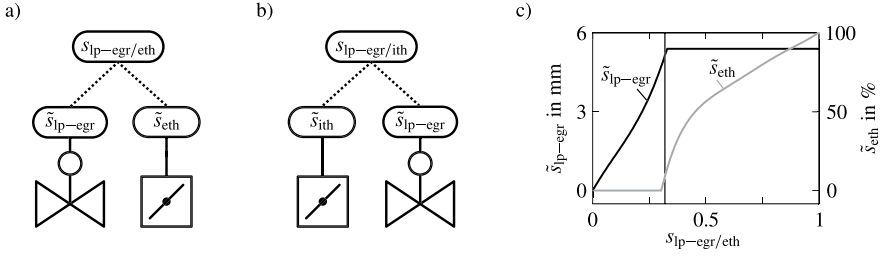 a)
s_lp−egr/eth
s̃_lp−egr
s̃_eth
b)
s_lp−egr/ith
s̃_ith
s̃_lp−egr
c)
s̃_lp−egr in mm
6
3
0
s̃_lp−egr
s̃_eth
100
50
0
s̃_eth in %
0
0.5
1
s_lp−egr/eth